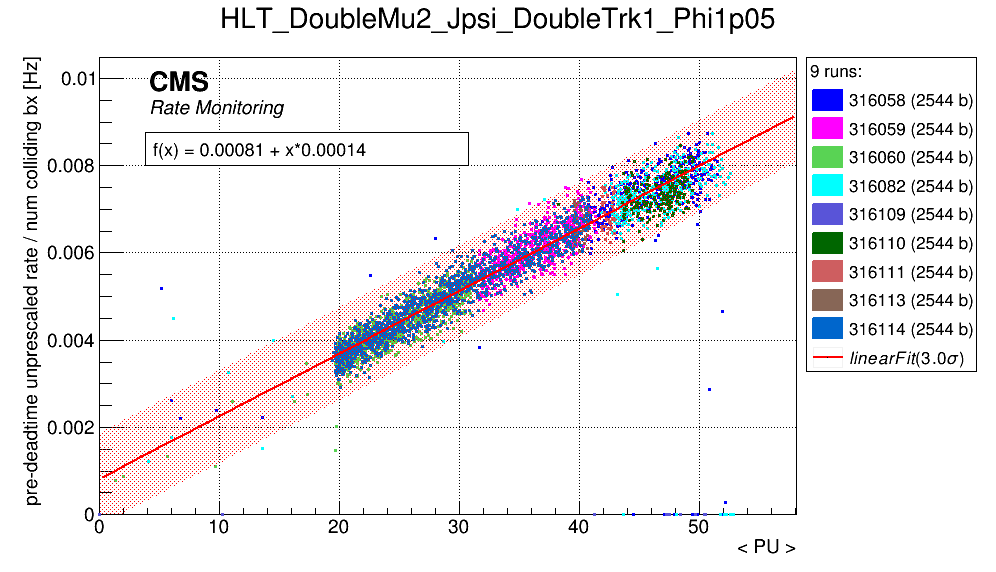 HLT_DoubleMu2_Jpsi_DoubleTrk1_Phi1p05
pre-deadtime unprescaled rate / num colliding bx [Hz]
0.01
0.008
0.006
0.004
0.002
0
CMS
Rate Monitoring
f(x) = 0.00081 + x*0.00014
0 10 20 30 40 50
< PU >
9 runs:
316058 (2544 b)
316059 (2544 b)
316060 (2544 b)
316082 (2544 b)
316109 (2544 b)
316110 (2544 b)
316111 (2544 b)
316113 (2544 b)
316114 (2544 b)
linearFit(3.0σ)